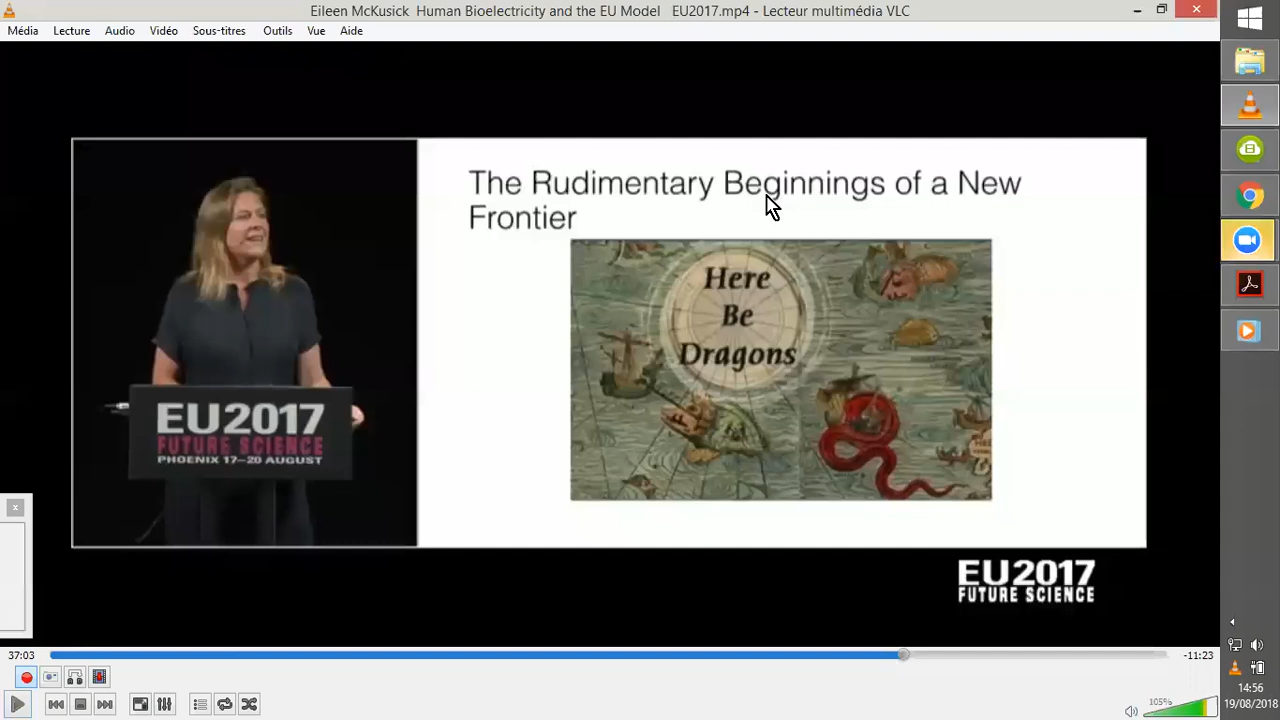 Eileen McKusick  Human Bioelectricity and the EU Model   EU2017.mp4 - Lecteur multimédia VLC
Média Lecture Audio Vidéo Sous-titres Outils Vue Aide
The Rudimentary Beginnings of a New
Frontier
Here
Be
Dragons
EU2017
FUTURE SCIENCE
PHOENIX 17–20 AUGUST
EU2017
FUTURE SCIENCE
37:03
-11:23
105%
14:56
19/08/2018